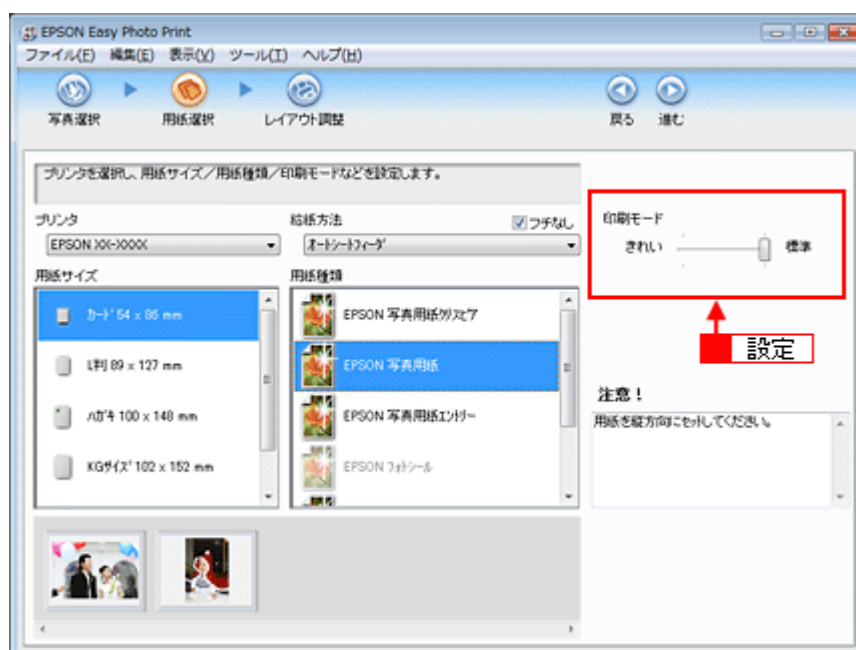 EPSON Easy Photo Print
ファイル(F) 編集(E) 表示(V) ツール(T) ヘルプ(H)
写真選択 用紙選択 レイアウト調整 戻る 進む
プリンタを選択し、用紙サイズ/用紙種類/印刷モードなどを設定します。
プリンタ 給紙方法 フチなし
EPSON XX-XXXX オートシートフィーダ
印刷モード
きれい 標準
設定
用紙サイズ 用紙種類
カード 54 x 86 mm
L判 89 x 127 mm
ハガキ 100 x 148 mm
KGサイズ 102 x 152 mm
EPSON 写真用紙クリスピア
EPSON 写真用紙
EPSON 写真用紙エントリー
EPSON フォトシール
注意!
用紙を縦方向にセットしてください。